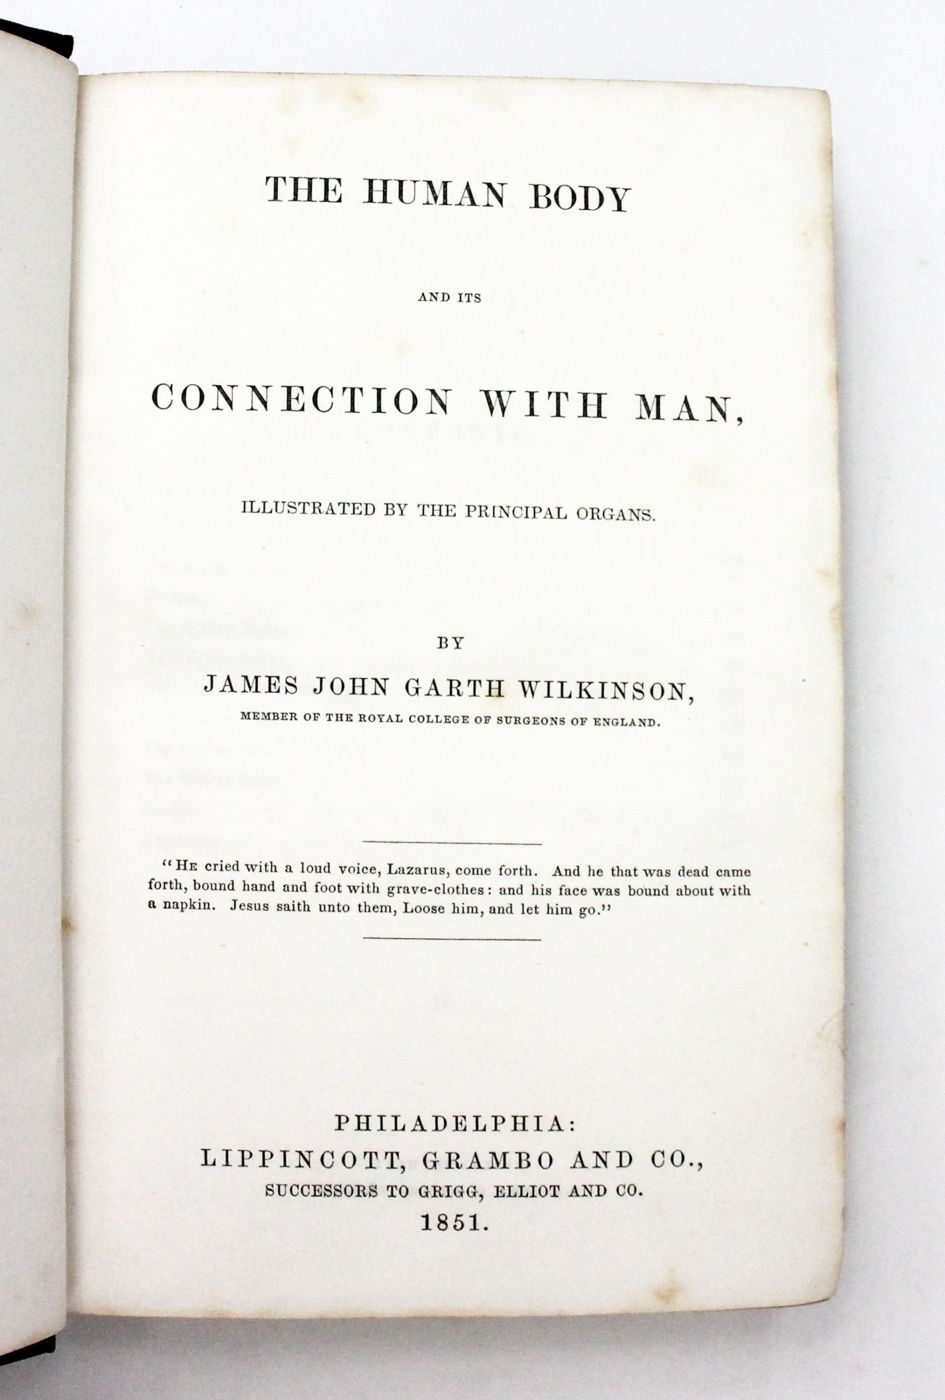 THE HUMAN BODY
AND ITS
CONNECTION WITH MAN,
ILLUSTRATED BY THE PRINCIPAL ORGANS.
BY
JAMES JOHN GARTH WILKINSON,
MEMBER OF THE ROYAL COLLEGE OF SURGEONS OF ENGLAND.
“HE cried with a loud voice, Lazarus, come forth. And he that was dead came
forth, bound hand and foot with grave-clothes: and his face was bound about with
a napkin. Jesus saith unto them, Loose him, and let him go.”
PHILADELPHIA:
LIPPINCOTT, GRAMBO AND CO.,
SUCCESSORS TO GRIGG, ELLIOT AND CO.
1851.